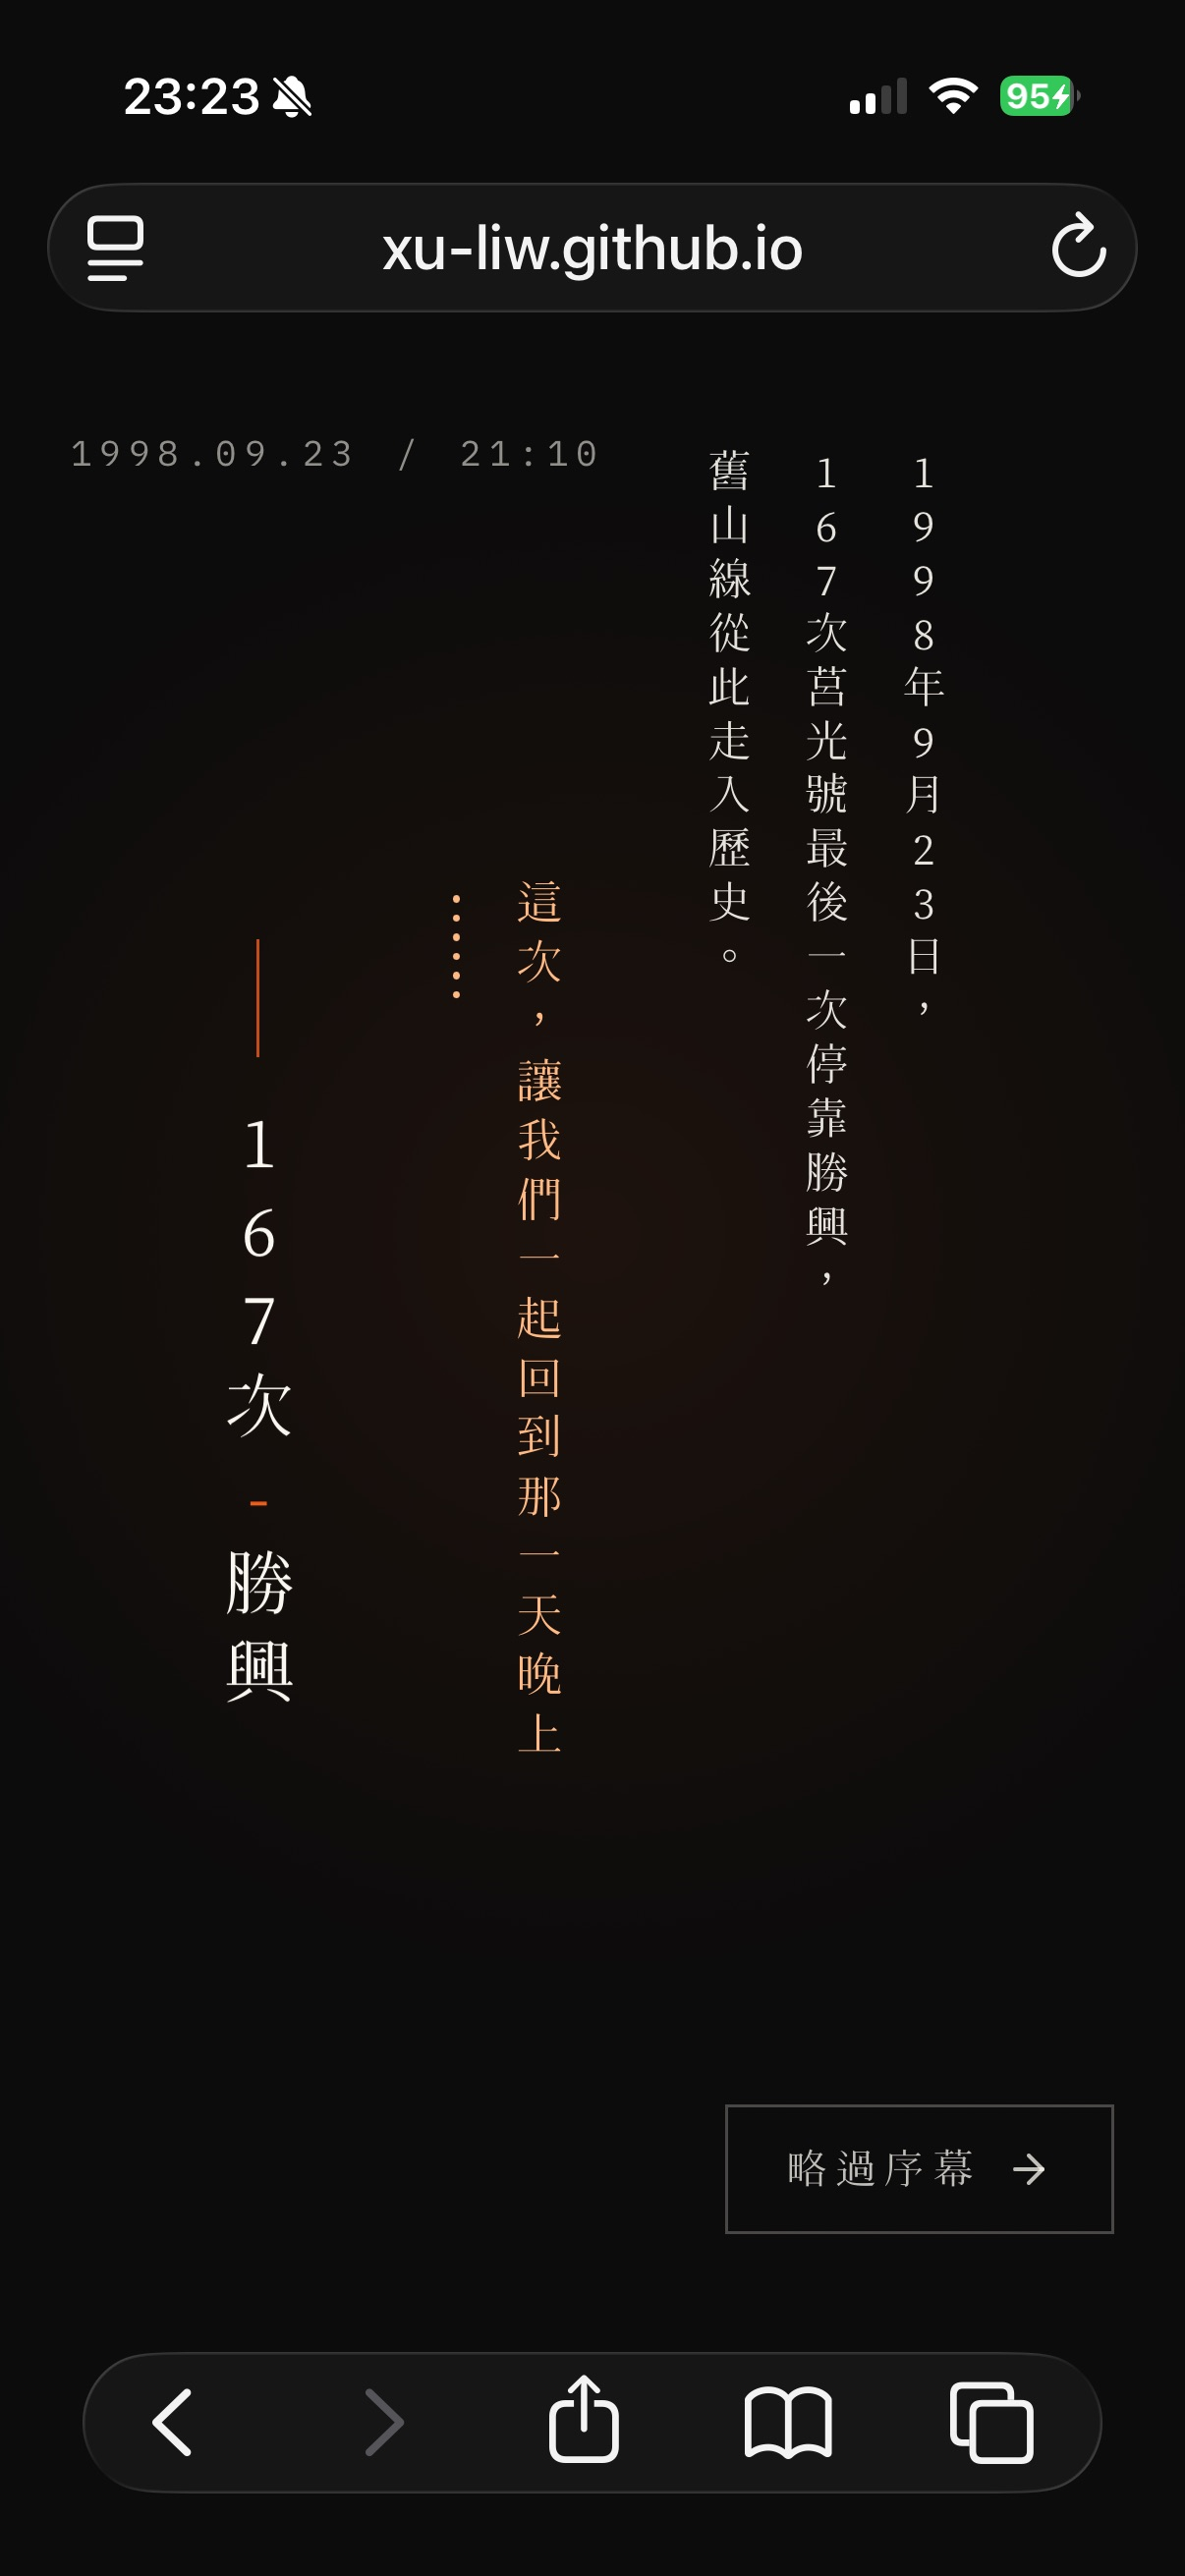 23:23
95
xu-liw.github.io
1998.09.23 / 21:10
1998年9月23日，
167次莒光號最後一次停靠勝興，
舊山線從此走入歷史。
這次，讓我們一起回到那一天晚上
……
167次-勝興
略過序幕 →